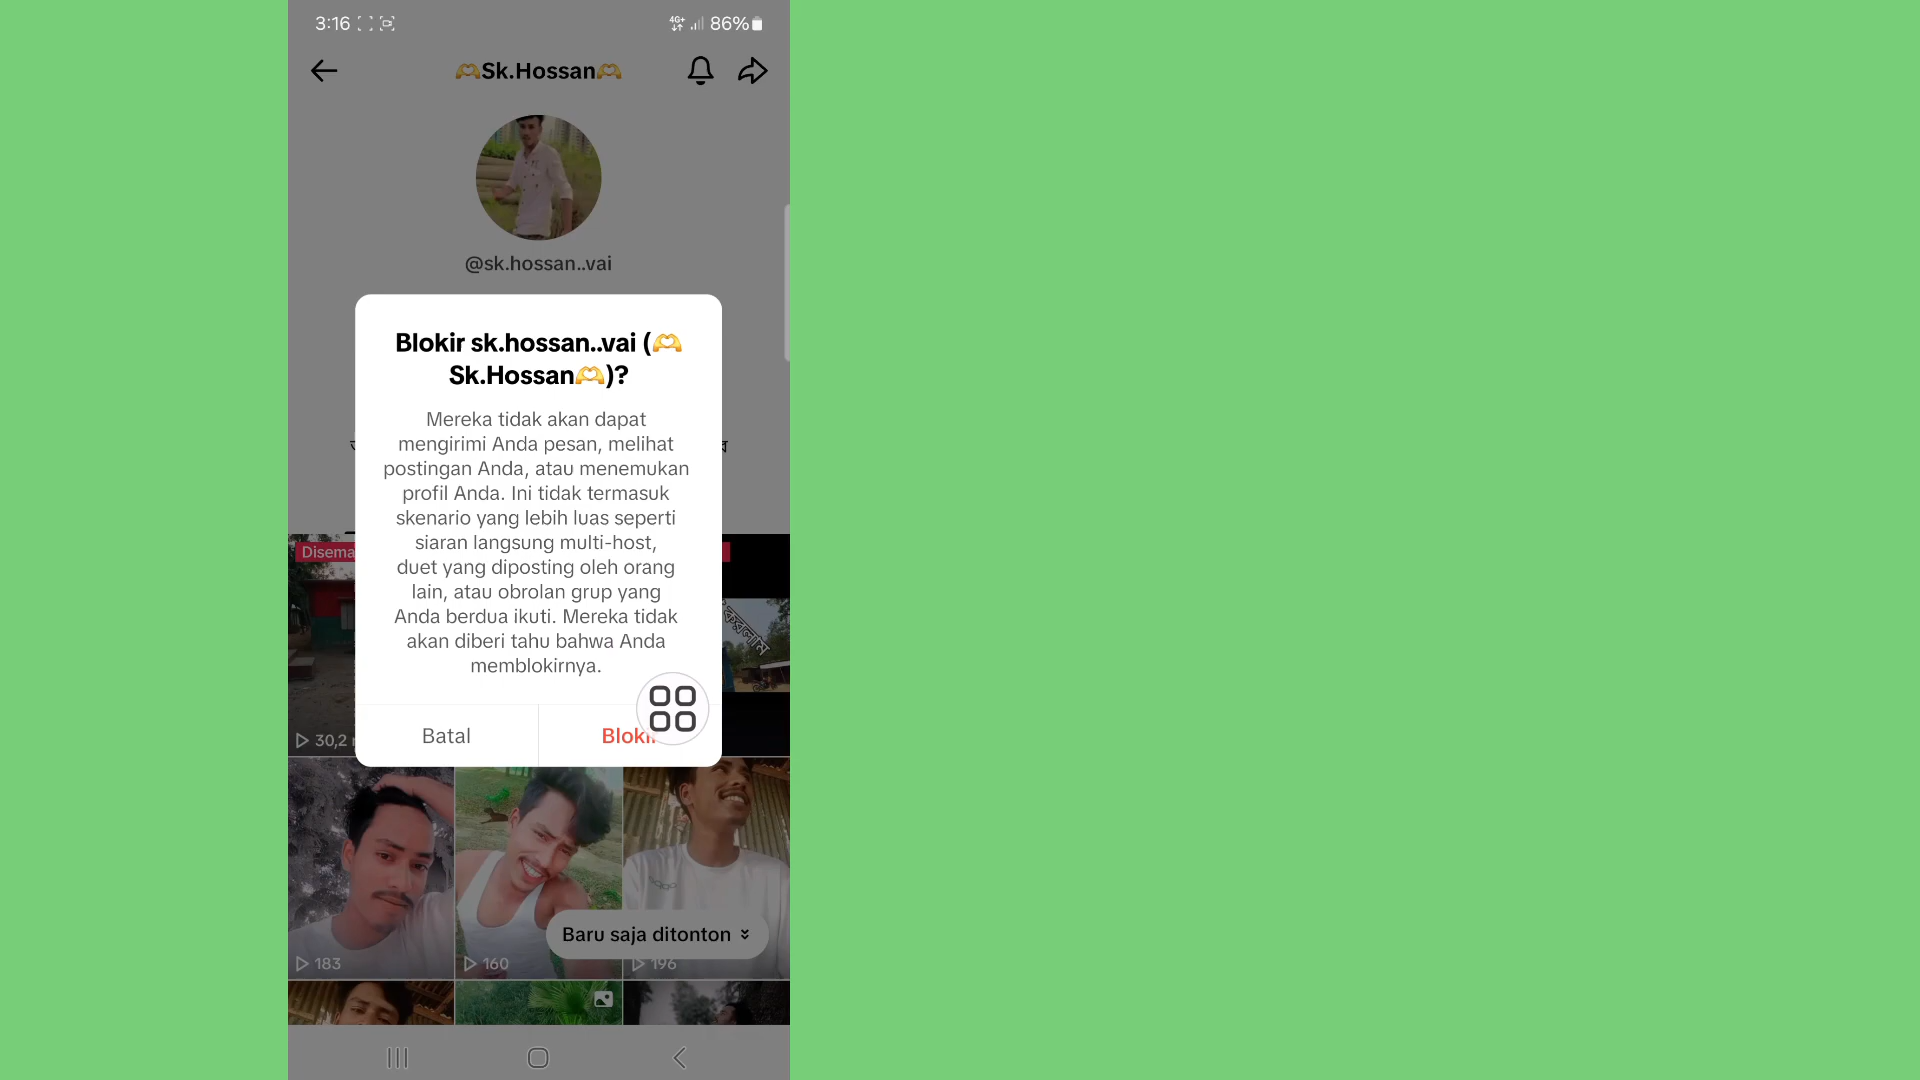 3:16 4G+ 86%
🫶Sk.Hossan🫶
@sk.hossan..vai
Blokir sk.hossan..vai (🫶
Sk.Hossan🫶)?
Mereka tidak akan dapat
mengirimi Anda pesan, melihat
postingan Anda, atau menemukan
profil Anda. Ini tidak termasuk
skenario yang lebih luas seperti
siaran langsung multi-host,
duet yang diposting oleh orang
lain, atau obrolan grup yang
Anda berdua ikuti. Mereka tidak
akan diberi tahu bahwa Anda
memblokirnya.
Batal
Blokir
Disema
30,2
Baru saja ditonton
183
160
196